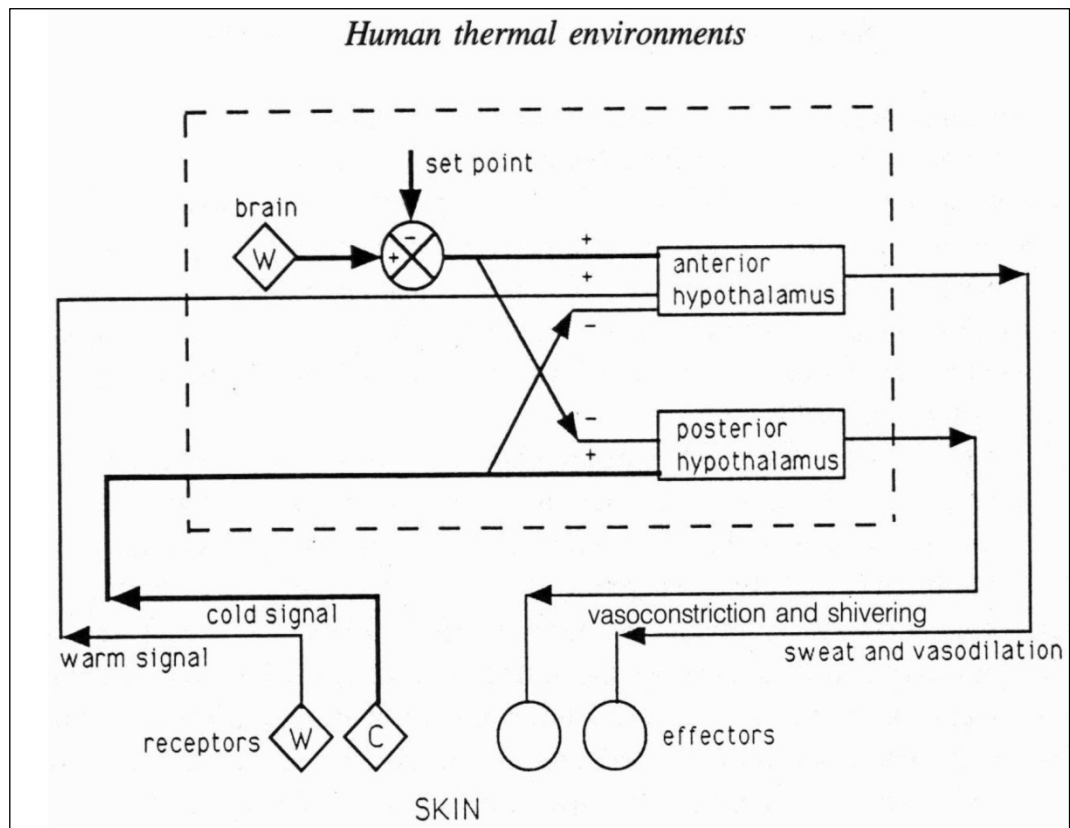 Human thermal environments
set point
brain
W
-
+
+
+
anterior
hypothalamus
-
-
+
posterior
hypothalamus
cold signal
vasoconstriction and shivering
warm signal
sweat and vasodilation
receptors
W
C
effectors
SKIN